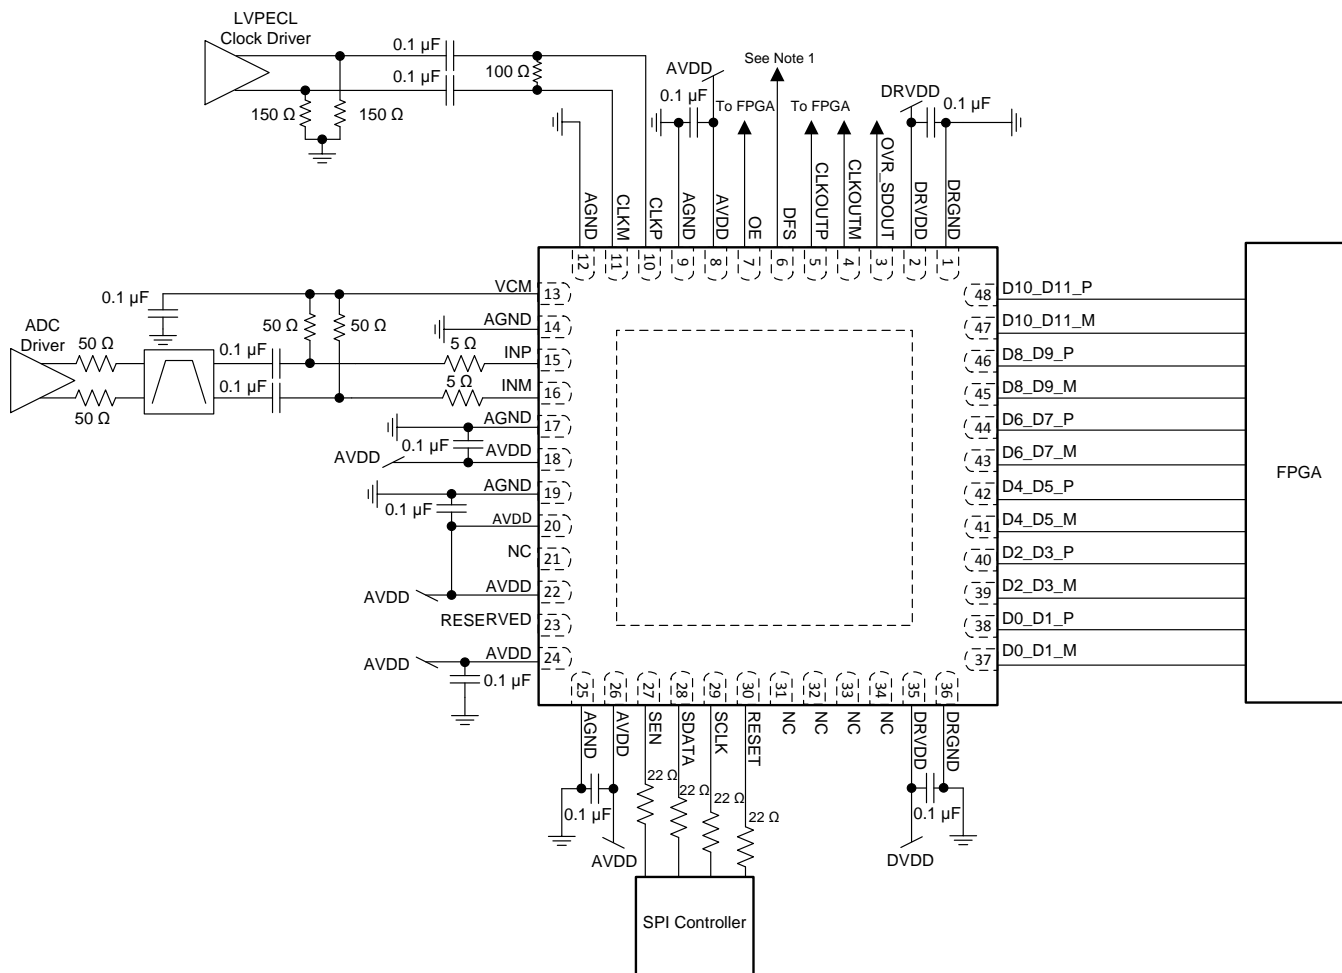 LVPECL
Clock Driver
0.1 µF
0.1 µF
100 Ω
150 Ω
150 Ω
See Note 1
AVDD
0.1 µF
To FPGA
To FPGA
DRVDD
0.1 µF
AGND
CLKM
CLKP
AGND
AVDD
OE
DFS
CLKOUTP
CLKOUTM
OVR_SDOUT
DRVDD
DRGND
12
11
10
9
8
7
6
5
4
3
2
1
0.1 µF
VCM
13
50 Ω
50 Ω
AGND
14
ADC
Driver
50 Ω
0.1 µF
5 Ω
INP
15
0.1 µF
5 Ω
INM
16
50 Ω
AGND
17
0.1 µF
AVDD
AVDD
18
AGND
19
0.1 µF
AVDD
20
NC
21
AVDD
AVDD
22
RESERVED
23
AVDD
AVDD
24
0.1 µF
48
D10_D11_P
47
D10_D11_M
46
D8_D9_P
45
D8_D9_M
44
D6_D7_P
43
D6_D7_M
42
D4_D5_P
41
D4_D5_M
40
D2_D3_P
39
D2_D3_M
38
D0_D1_P
37
D0_D1_M
FPGA
25
26
27
28
29
30
31
32
33
34
35
36
AGND
AVDD
SEN
SDATA
SCLK
RESET
NC
NC
NC
NC
DRVDD
DRGND
22 Ω
22 Ω
22 Ω
22 Ω
0.1 µF
0.1 µF
AVDD
DVDD
SPI Controller